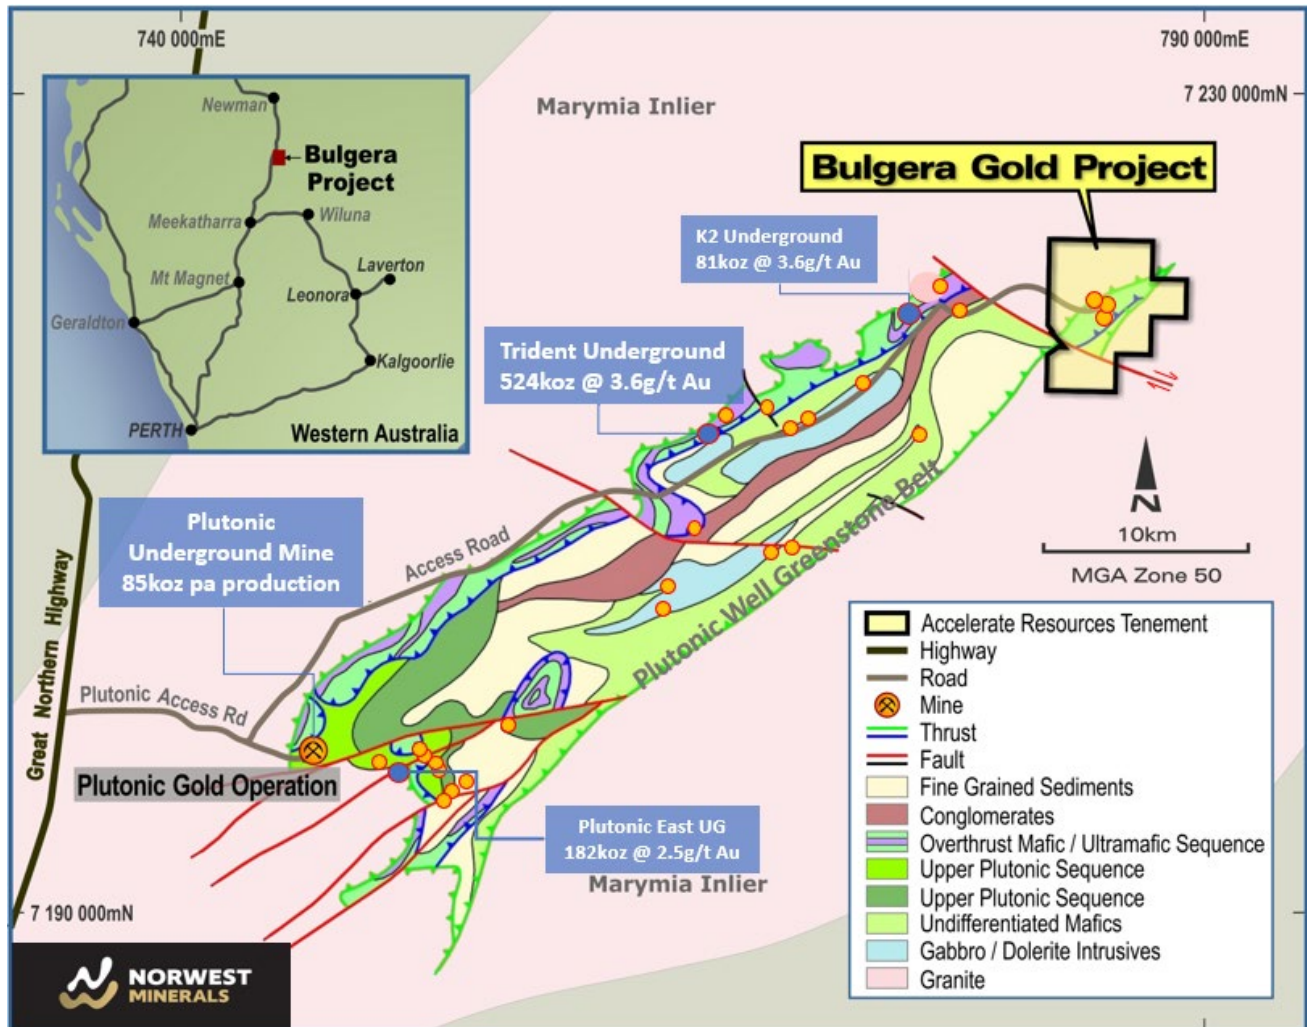 740 000mE
790 000mE
7 230 000mN
Marymia Inlier
Newman
Bulgera
Project
Meekatharra
Wiluna
Mt Magnet
Laverton
Leonora
Geraldton
Kalgoorlie
PERTH
Western Australia
Bulgera Gold Project
K2 Underground
81koz @ 3.6g/t Au
Trident Underground
524koz @ 3.6g/t Au
Plutonic
Underground Mine
85koz pa production
Access Road
Plutonic Well Greenstone Belt
N
10km
MGA Zone 50
Great Northern Highway
Plutonic Access Rd
Plutonic Gold Operation
Plutonic East UG
182koz @ 2.5g/t Au
Marymia Inlier
7 190 000mN
Accelerate Resources Tenement
Highway
Road
Mine
Thrust
Fault
Fine Grained Sediments
Conglomerates
Overthrust Mafic / Ultramafic Sequence
Upper Plutonic Sequence
Upper Plutonic Sequence
Undifferentiated Mafics
Gabbro / Dolerite Intrusives
Granite
NORWEST
MINERALS